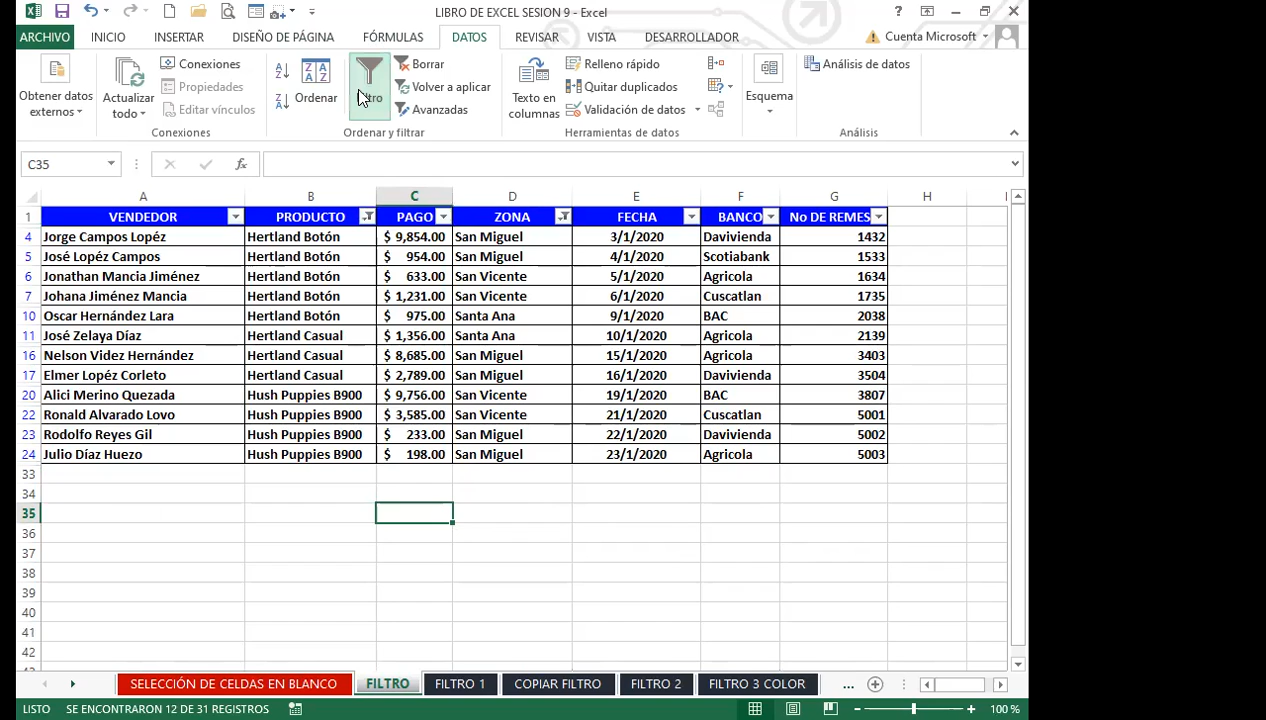 LIBRO DE EXCEL SESION 9 - Excel
ARCHIVO INICIO INSERTAR DISEÑO DE PÁGINA FÓRMULAS DATOS REVISAR VISTA DESARROLLADOR Cuenta Microsoft
Obtener datos externos
Actualizar todo
Conexiones
Propiedades
Editar vínculos
Conexiones
Ordenar
Borrar
Volver a aplicar
Avanzadas
Ordenar y filtrar
Texto en columnas
Relleno rápido
Quitar duplicados
Validación de datos
Herramientas de datos
Esquema
Análisis de datos
Análisis
C35
A B C D E F G H
1 VENDEDOR PRODUCTO PAGO ZONA FECHA BANCO No DE REMES
4 Jorge Campos Lopéz Hertland Botón $ 9,854.00 San Miguel 3/1/2020 Davivienda 1432
5 José Lopéz Campos Hertland Botón $ 954.00 San Miguel 4/1/2020 Scotiabank 1533
6 Jonathan Mancia Jiménez Hertland Botón $ 633.00 San Vicente 5/1/2020 Agricola 1634
7 Johana Jiménez Mancia Hertland Botón $ 1,231.00 San Vicente 6/1/2020 Cuscatlan 1735
10 Oscar Hernández Lara Hertland Botón $ 975.00 Santa Ana 9/1/2020 BAC 2038
11 José Zelaya Díaz Hertland Casual $ 1,356.00 Santa Ana 10/1/2020 Agricola 2139
16 Nelson Videz Hernández Hertland Casual $ 8,685.00 San Miguel 15/1/2020 Agricola 3403
17 Elmer Lopéz Corleto Hertland Casual $ 2,789.00 San Miguel 16/1/2020 Davivienda 3504
20 Alici Merino Quezada Hush Puppies B900 $ 9,756.00 San Vicente 19/1/2020 BAC 3807
22 Ronald Alvarado Lovo Hush Puppies B900 $ 3,585.00 San Vicente 21/1/2020 Cuscatlan 5001
23 Rodolfo Reyes Gil Hush Puppies B900 $ 233.00 San Miguel 22/1/2020 Davivienda 5002
24 Julio Díaz Huezo Hush Puppies B900 $ 198.00 San Miguel 23/1/2020 Agricola 5003
33
34
35
36
37
38
39
40
41
42
SELECCIÓN DE CELDAS EN BLANCO FILTRO FILTRO 1 COPIAR FILTRO FILTRO 2 FILTRO 3 COLOR ...
LISTO SE ENCONTRARON 12 DE 31 REGISTROS 100 %